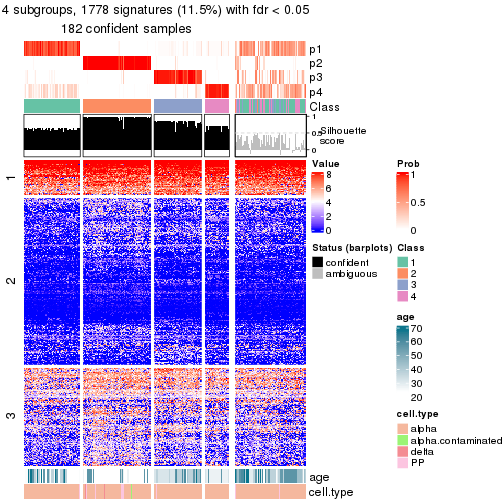 4 subgroups, 1778 signatures (11.5%) with fdr < 0.05
182 confident samples
p1
p2
p3
p4
Class
1
0.5
0
Silhouette
score
1
2
3
age
cell.type
Value
8
6
4
2
0
Prob
1
0.5
0
Status (barplots)
confident
ambiguous
Class
1
2
3
4
age
70
60
50
40
30
20
cell.type
alpha
alpha.contaminated
delta
PP